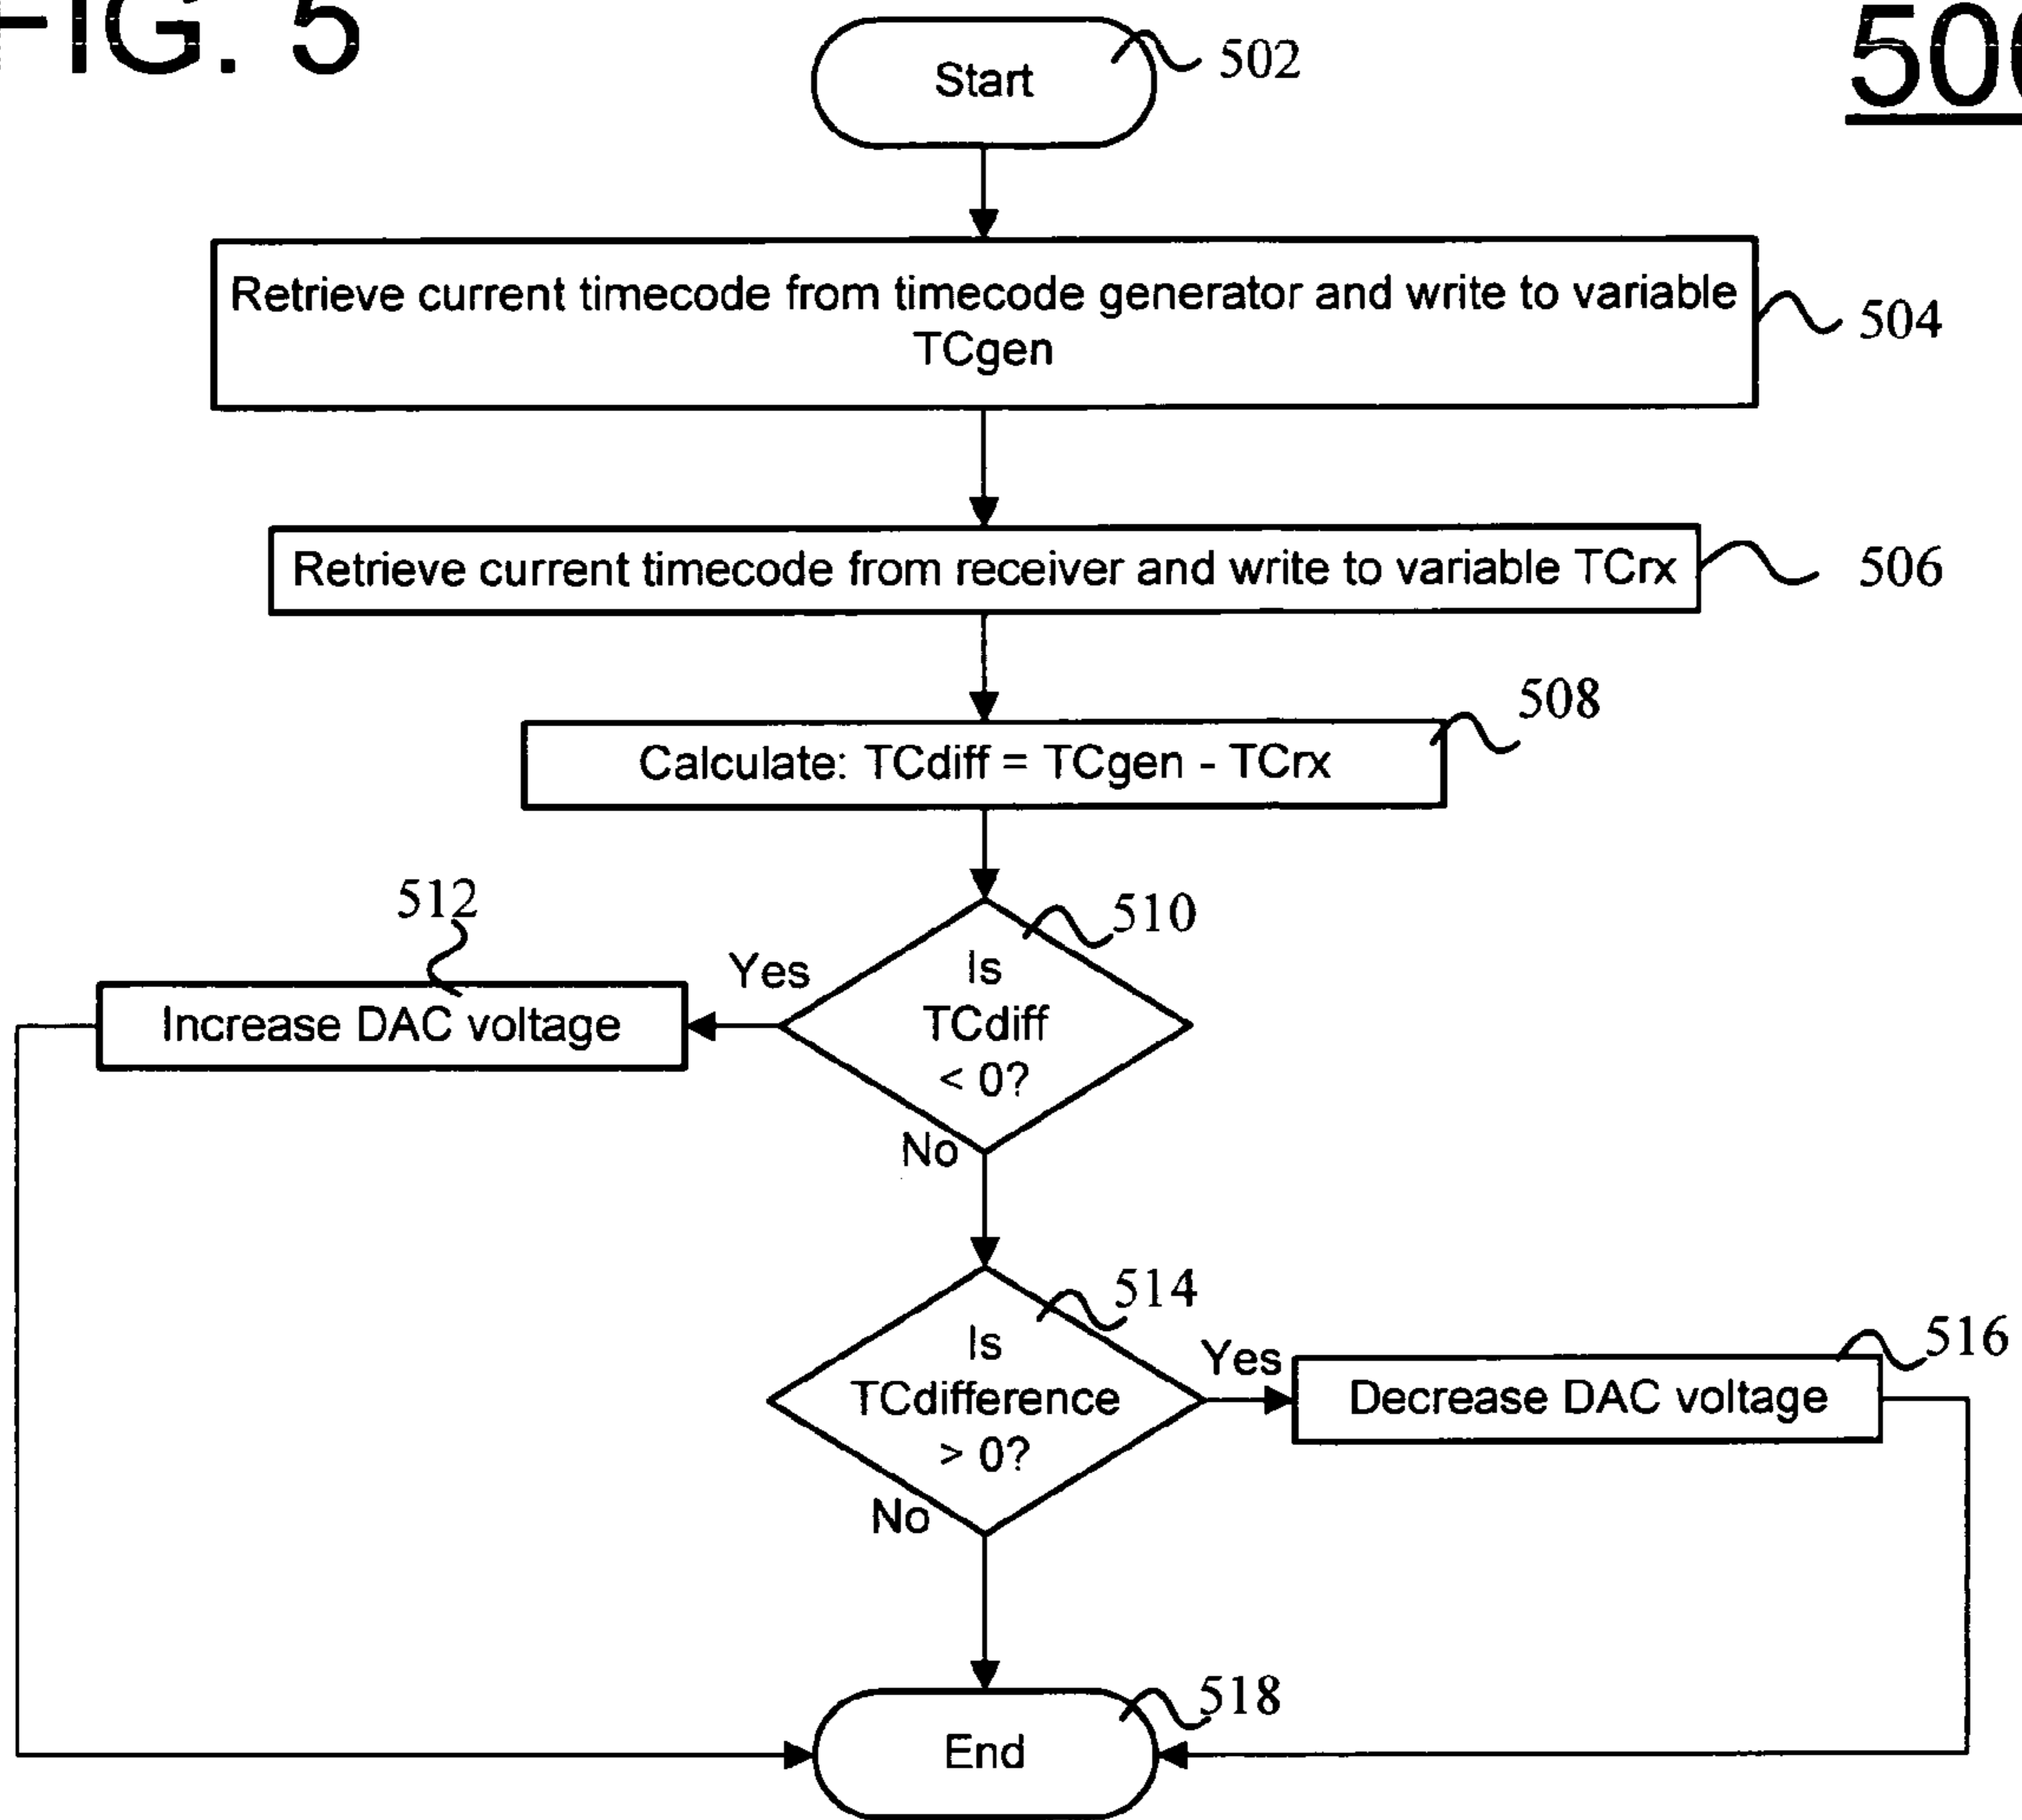 FIG. 5
500
Start
502
Retrieve current timecode from timecode generator and write to variable
TCgen
504
Retrieve current timecode from receiver and write to variable TCrx
506
Calculate: TCdiff = TCgen - TCrx
508
512
510
Increase DAC voltage
Yes
Is
TCdiff
< 0?
No
514
Is
TCdifference
> 0?
Yes
516
Decrease DAC voltage
No
518
End